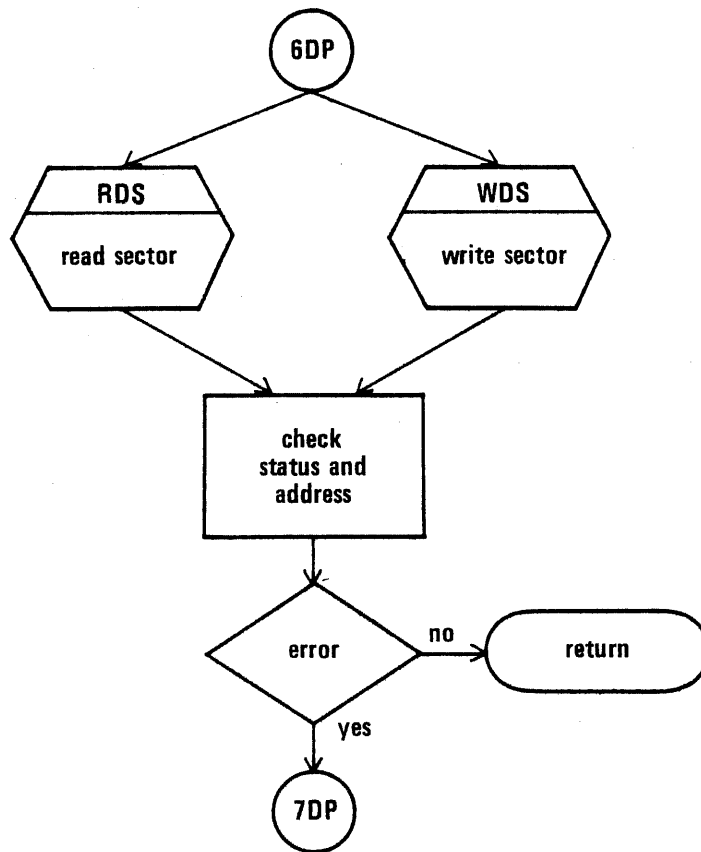 6DP
RDS
WDS
read sector
write sector
check
status and
address
error
no
return
yes
7DP